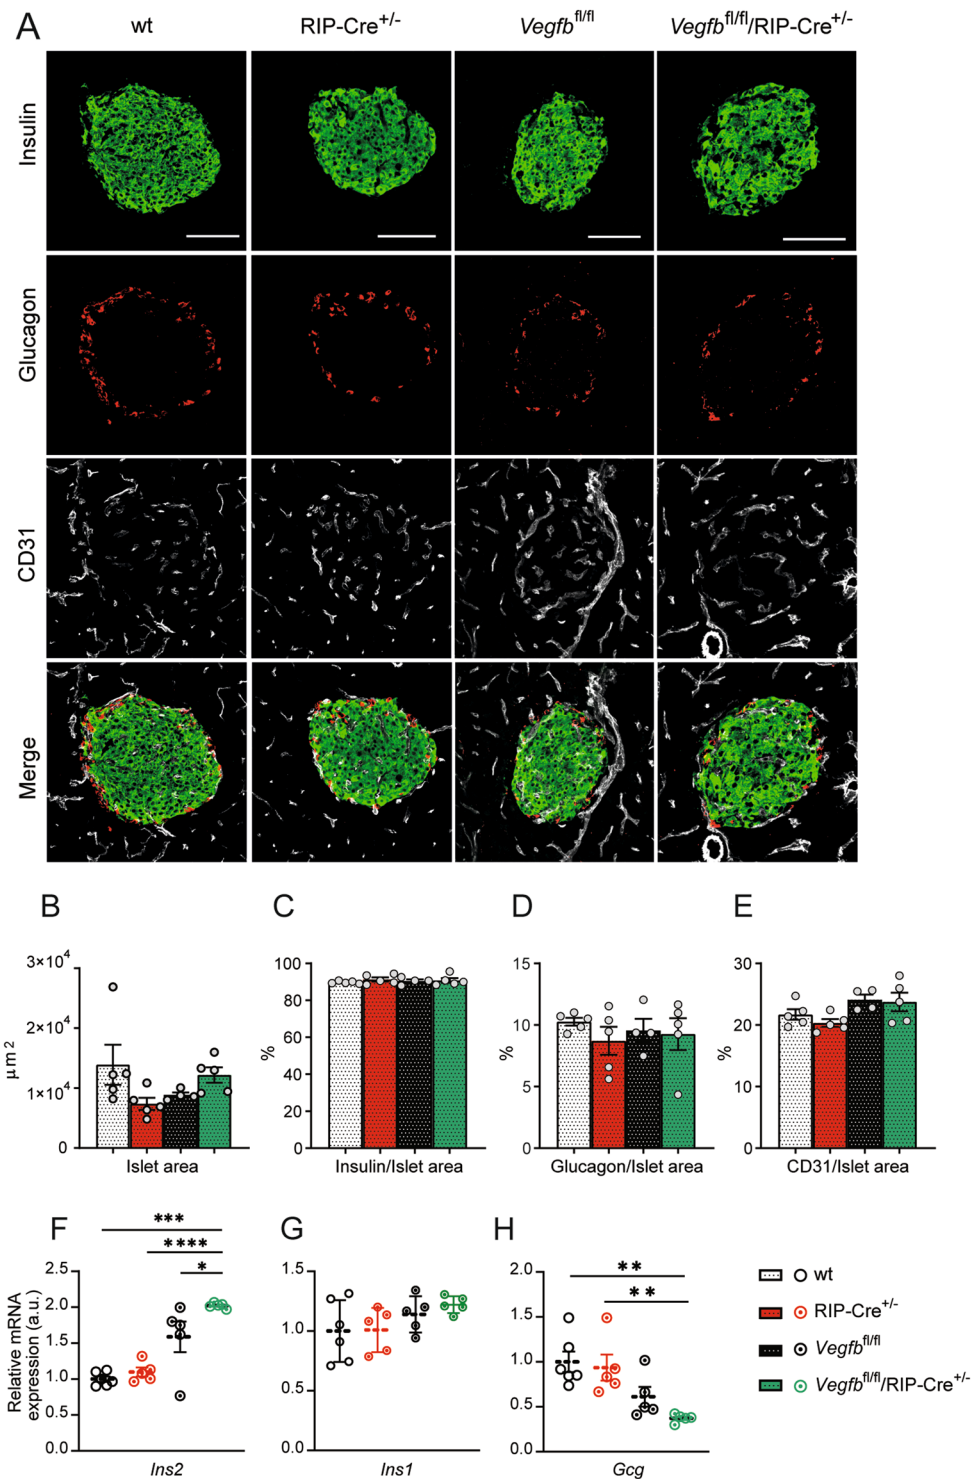 A
wt RIP-Cre+/- Vegfbfl/fl Vegfbfl/fl/RIP-Cre+/-
Insulin
Glucagon
CD31
Merge
B C D E
3×10⁴
2×10⁴
1×10⁴
0
μm²
Islet area
100
80
60
40
20
0
%
Insulin/Islet area
15
10
5
0
%
Glucagon/Islet area
30
20
10
0
%
CD31/Islet area
F G H
***
****
*
2.5
2.0
1.5
1.0
0.5
0.0
Relative mRNA
expression (a.u.)
Ins2
1.5
1.0
0.5
0.0
Ins1
**
**
2.0
1.5
1.0
0.5
0.0
Gcg
wt
RIP-Cre+/-
Vegfbfl/fl
Vegfbfl/fl/RIP-Cre+/-